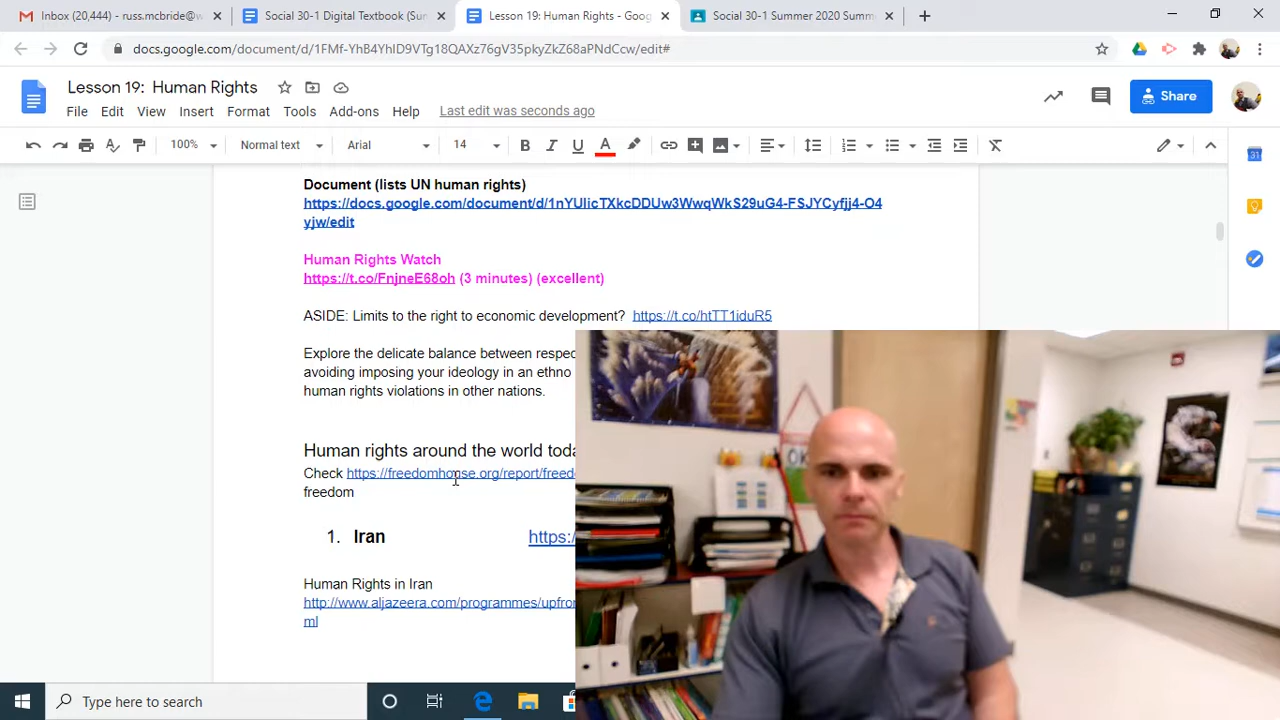 Inbox (20,444) - russ.mcbride@w
Social 30-1 Digital Textbook (Sum
Lesson 19: Human Rights - Goog
Social 30-1 Summer 2020 Summe
docs.google.com/document/d/1FMf-YhB4YhID9VTg18QAXz76gV35pkyZkZ68aPNdCcw/edit#
Lesson 19: Human Rights
File Edit View Insert Format Tools Add-ons Help Last edit was seconds ago
Share
100% Normal text Arial 14 B I U A
31
Document (lists UN human rights)
https://docs.google.com/document/d/1nYUlicTXkcDDUw3WwqWkS29uG4-FSJYCyfjj4-O4
yjw/edit
Human Rights Watch
https://t.co/FnjneE68oh (3 minutes) (excellent)
ASIDE: Limits to the right to economic development? https://t.co/htTT1iduR5
Explore the delicate balance between respec
avoiding imposing your ideology in an ethno
human rights violations in other nations.
Human rights around the world toda
Check https://freedomhouse.org/report/freed
freedom
1. Iran https:/
Human Rights in Iran
http://www.aljazeera.com/programmes/upfron
ml
Type here to search